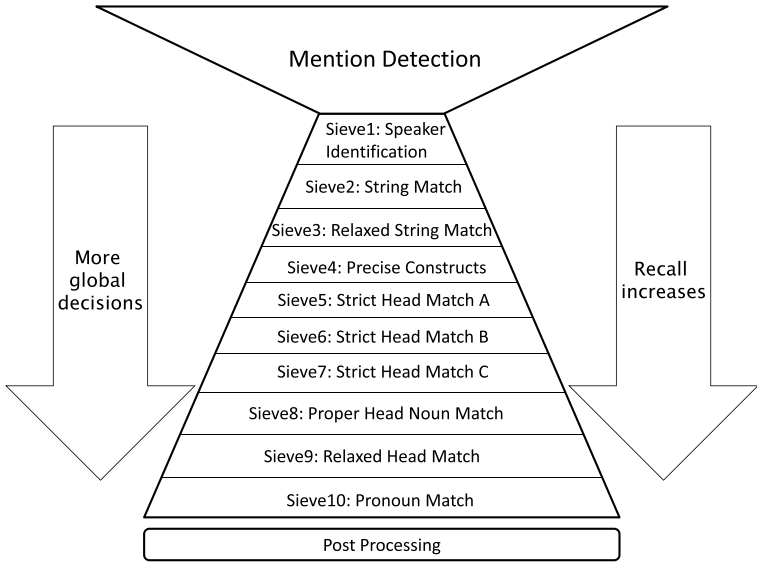 Mention Detection
Sieve1: Speaker
Identification
Sieve2: String Match
Sieve3: Relaxed String Match
Sieve4: Precise Constructs
Sieve5: Strict Head Match A
Sieve6: Strict Head Match B
Sieve7: Strict Head Match C
Sieve8: Proper Head Noun Match
Sieve9: Relaxed Head Match
Sieve10: Pronoun Match
Post Processing
More
global
decisions
Recall
increases